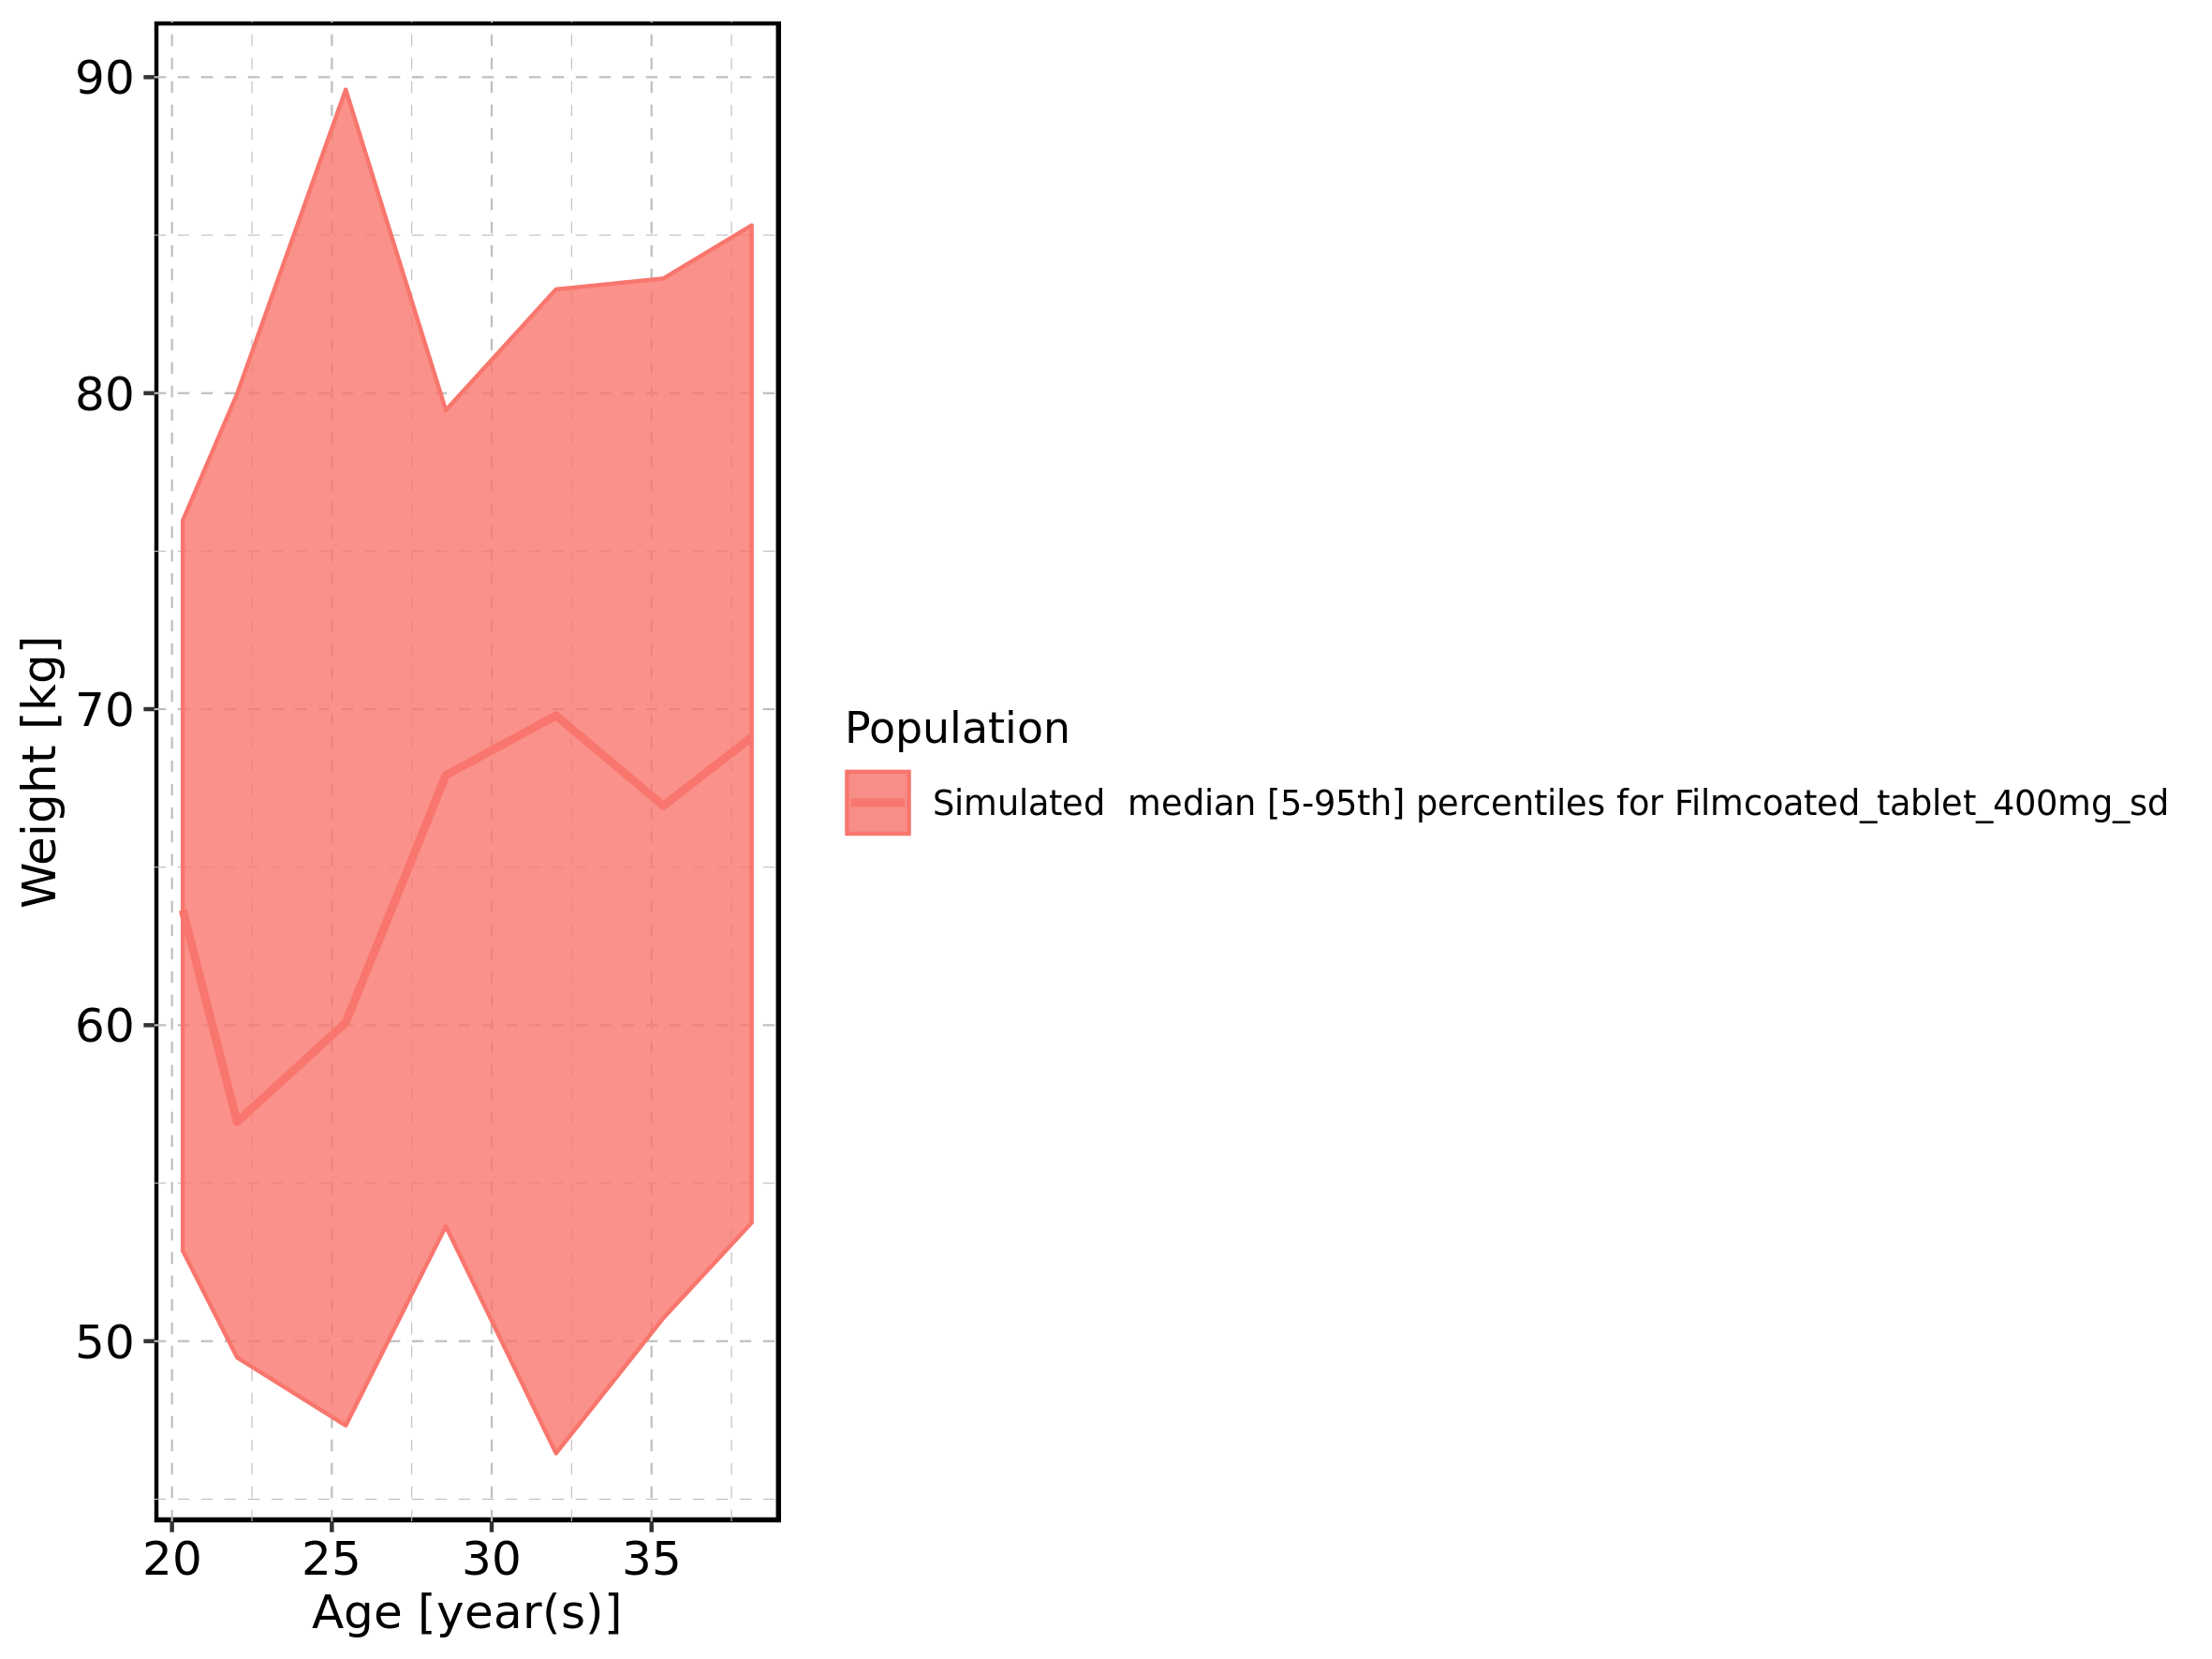 90
80
70
60
50
Weight [kg]
20 25 30 35
Age [year(s)]
Population
Simulated  median [5-95th] percentiles for Filmcoated_tablet_400mg_sd